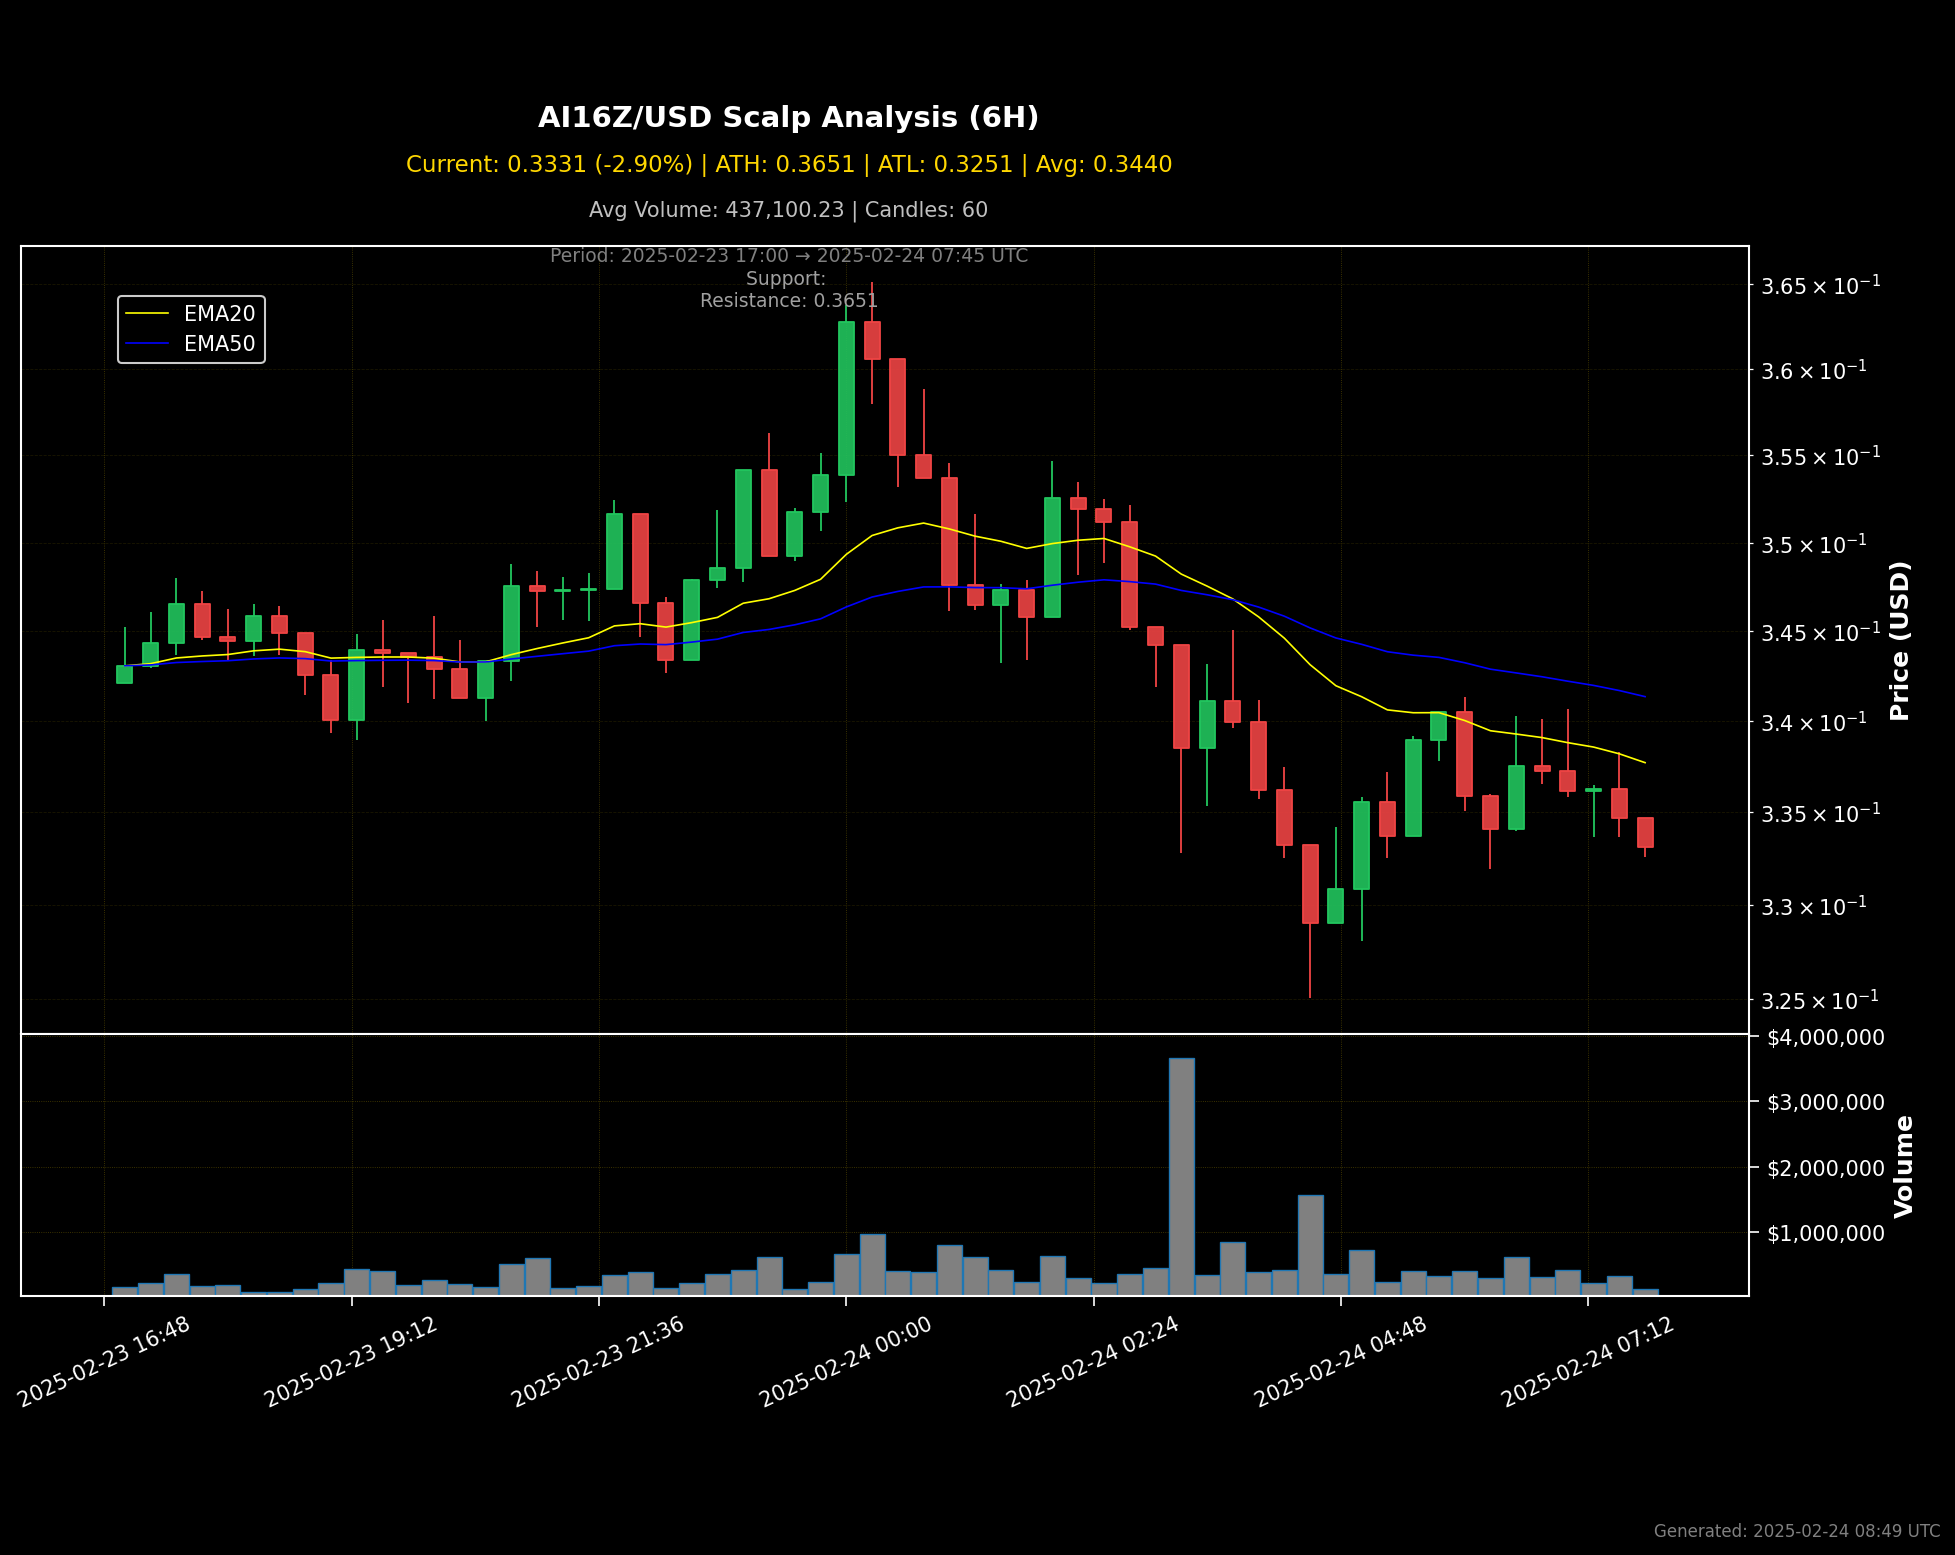 AI16Z/USD Scalp Analysis (6H)
Current: 0.3331 (-2.90%) | ATH: 0.3651 | ATL: 0.3251 | Avg: 0.3440
Avg Volume: 437,100.23 | Candles: 60
Period: 2025-02-23 17:00 → 2025-02-24 07:45 UTC
Support:
Resistance: 0.3651
EMA20
EMA50
3.65 × 10⁻¹
3.6 × 10⁻¹
3.55 × 10⁻¹
3.5 × 10⁻¹
3.45 × 10⁻¹
3.4 × 10⁻¹
3.35 × 10⁻¹
3.3 × 10⁻¹
3.25 × 10⁻¹
Price (USD)
$4,000,000
$3,000,000
$2,000,000
$1,000,000
Volume
2025-02-23 16:48
2025-02-23 19:12
2025-02-23 21:36
2025-02-24 00:00
2025-02-24 02:24
2025-02-24 04:48
2025-02-24 07:12
Generated: 2025-02-24 08:49 UTC